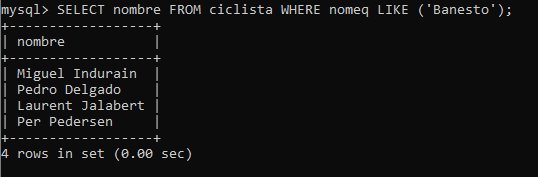 mysql> SELECT nombre FROM ciclista WHERE nomeq LIKE ('Banesto');
+------------------+
| nombre           |
+------------------+
| Miguel Indurain  |
| Pedro Delgado    |
| Laurent Jalabert |
| Per Pedersen     |
+------------------+
4 rows in set (0.00 sec)